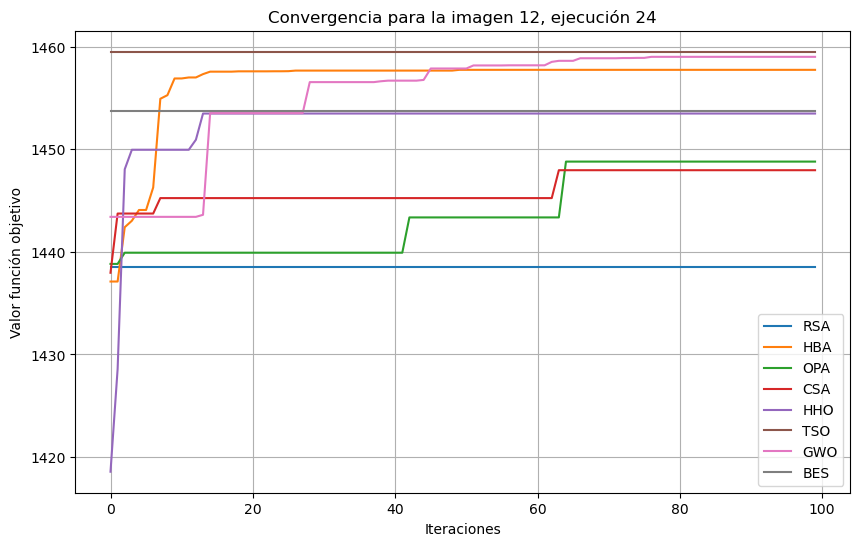 Convergencia para la imagen 12, ejecución 24
Valor función objetivo
1460
1450
1440
1430
1420
0 20 40 60 80 100
Iteraciones
RSA
HBA
OPA
CSA
HHO
TSO
GWO
BES